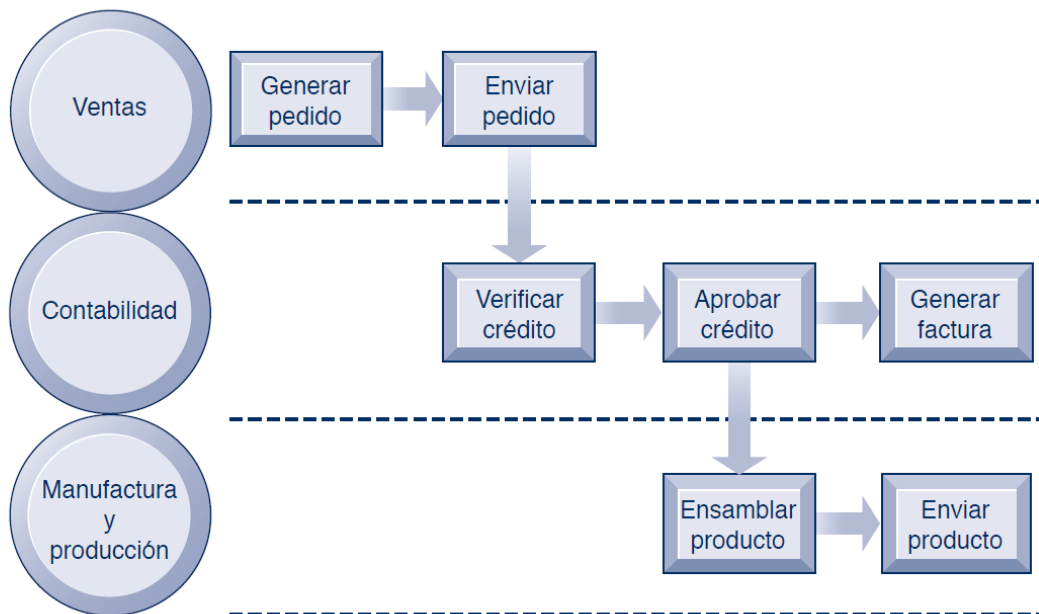 Ventas
Generar
pedido
Enviar
pedido
Contabilidad
Verificar
crédito
Aprobar
crédito
Generar
factura
Manufactura
y
producción
Ensamblar
producto
Enviar
producto